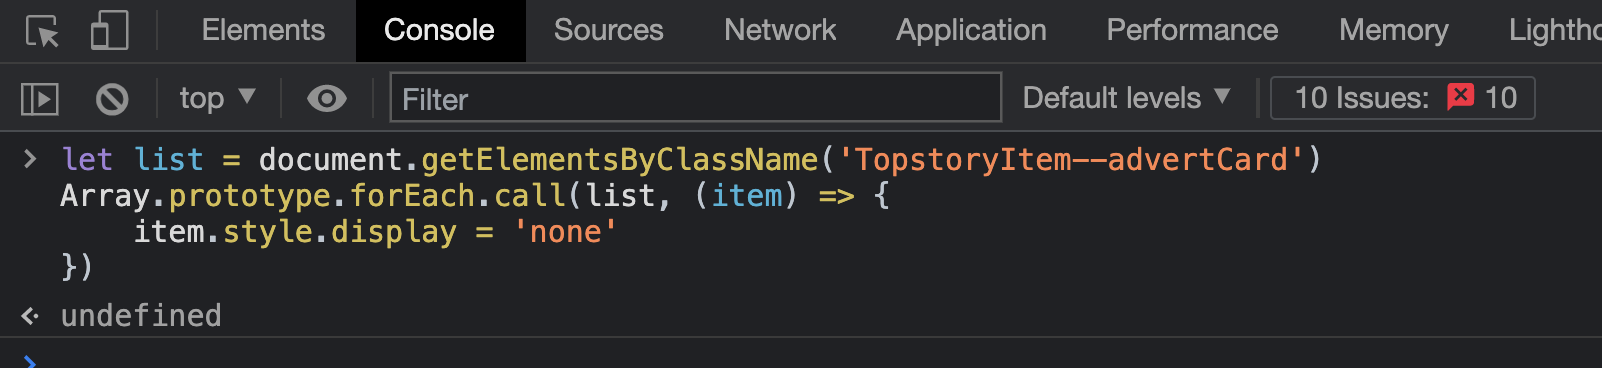 Elements Console Sources Network Application Performance Memory
top Filter Default levels 10 Issues: 10
let list = document.getElementsByClassName('TopstoryItem--advertCard')
Array.prototype.forEach.call(list, (item) => {
    item.style.display = 'none'
})
undefined